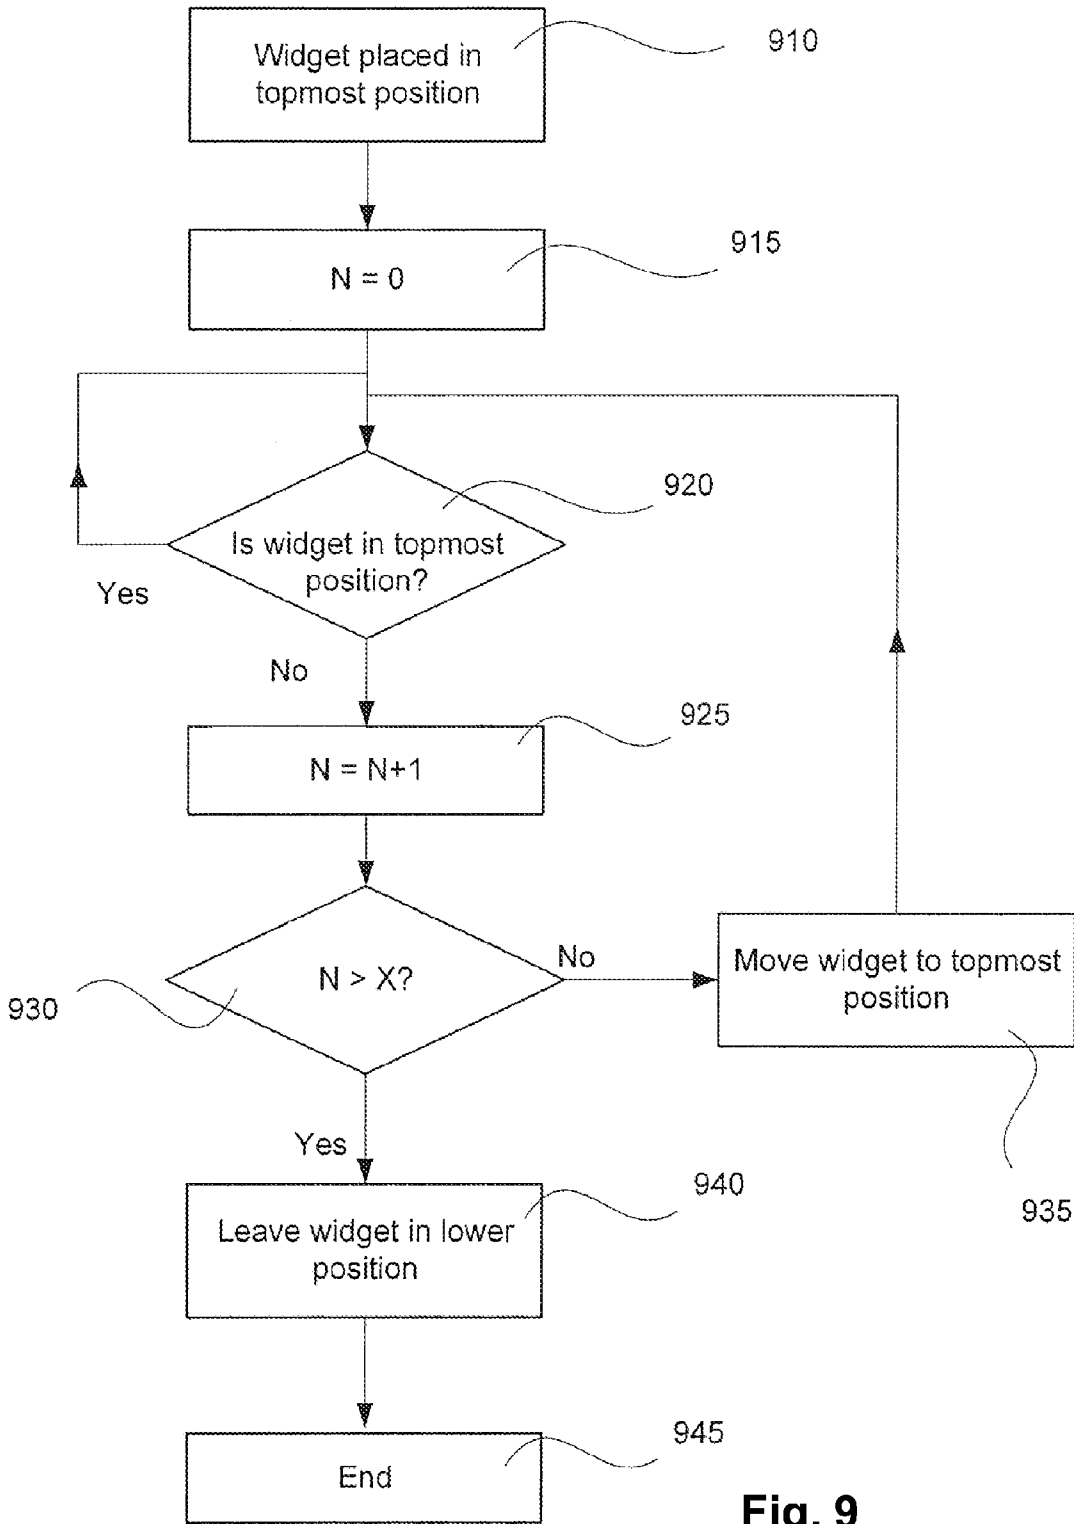 Widget placed in
topmost position
910
N = 0
915
Is widget in topmost
position?
920
Yes
No
N = N+1
925
N > X?
930
No
Move widget to topmost
position
935
Yes
Leave widget in lower
position
940
End
945
Fig. 9